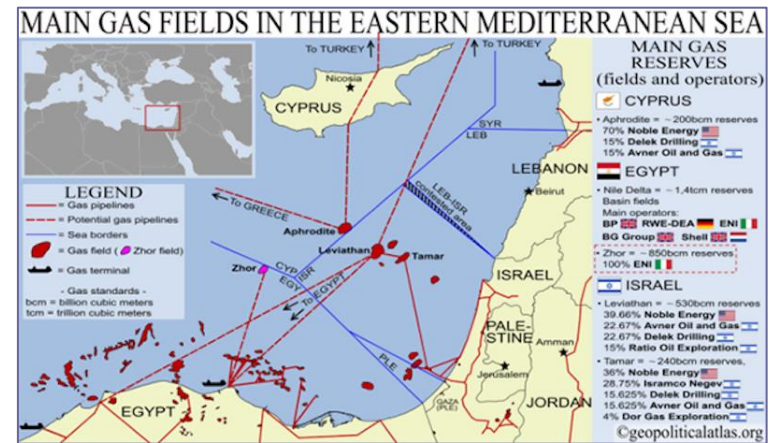 MAIN GAS FIELDS IN THE EASTERN MEDITERRANEAN SEA
To TURKEY
To TURKEY
Nicosia
CYPRUS
SYR
LEB
LEBANON
Beirut
LEB-ISR
contested area
To GREECE
Aphrodite
Leviathan
Tamar
Zhor
CYP
ISR
EGY
To EGYPT
ISRAEL
PALE-
STINE
Amman
Jerusalem
PLE
GAZA
(PLE)
JORDAN
EGYPT
LEGEND
= Gas pipelines
= Potential gas pipelines
= Sea borders
= Gas field ( Zhor field)
= Gas terminal
- Gas standards -
bcm = billion cubic meters
tcm = trillion cubic meters
MAIN GAS
RESERVES
(fields and operators)
CYPRUS
• Aphrodite = ~200bcm reserves
70% Noble Energy
15% Delek Drilling
15% Avner Oil and Gas
EGYPT
• Nile Delta = ~1,4tcm reserves
Basin fields
Main operators:
BP RWE-DEA ENI
BG Group Shell
• Zhor = ~850bcm reserves
100% ENI
ISRAEL
• Leviathan = ~530bcm reserves
39.66% Noble Energy
22.67% Avner Oil and Gas
22.67% Delek Drilling
15% Ratio Oil Exploration
• Tamar = ~240bcm reserves,
36% Noble Energy
28.75% Isramco Negev
15.625% Delek Drilling
15.625% Avner Oil and Gas
4% Dor Gas Exploration
©geopoliticalatlas.org